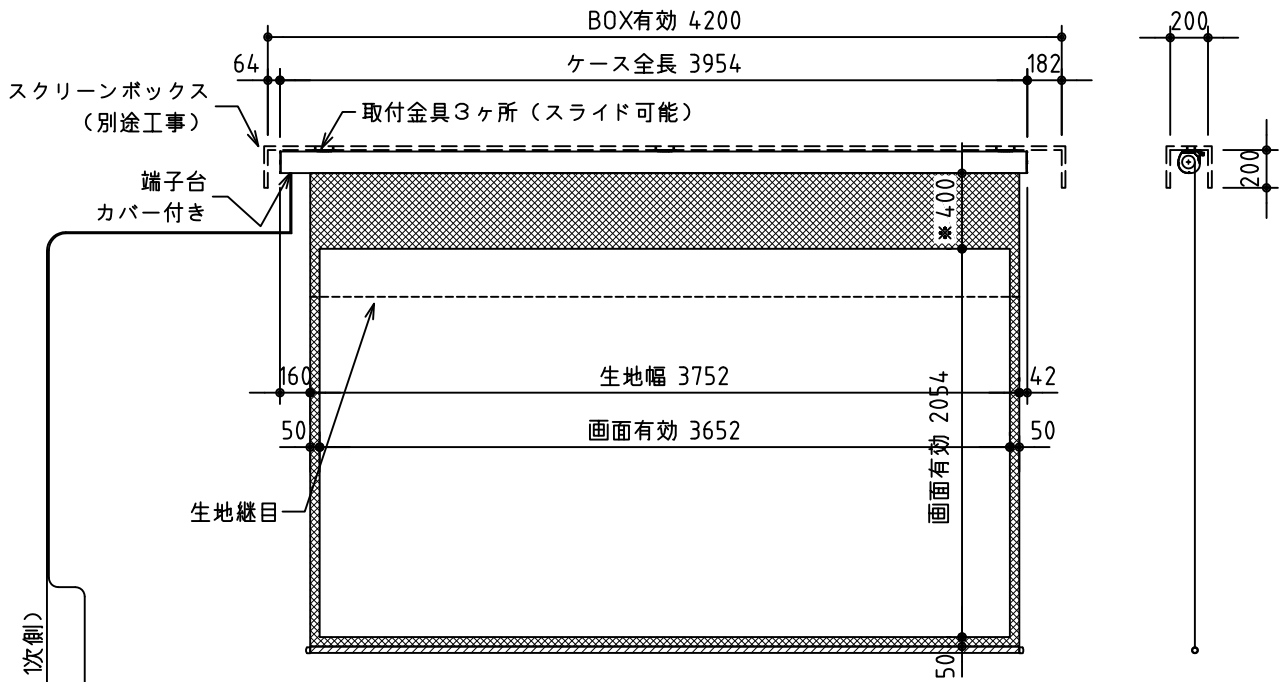 BOX有効 4200
200
64
ケース全長 3954
182
スクリーンボックス
（別途工事）
取付金具3ヶ所（スライド可能）
200
端子台
カバー付き
※400
160
生地幅 3752
42
50
画面有効 3652
50
画面有効 2054
生地継目
1次側）
50